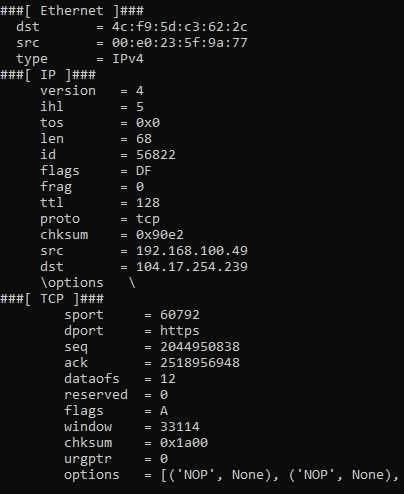 ###[ Ethernet ]###
  dst       = 4c:f9:5d:c3:62:2c
  src       = 00:e0:23:5f:9a:77
  type      = IPv4
###[ IP ]###
     version   = 4
     ihl       = 5
     tos       = 0x0
     len       = 68
     id        = 56822
     flags     = DF
     frag      = 0
     ttl       = 128
     proto     = tcp
     chksum    = 0x90e2
     src       = 192.168.100.49
     dst       = 104.17.254.239
     \options   \
###[ TCP ]###
        sport     = 60792
        dport     = https
        seq       = 2044950838
        ack       = 2518956948
        dataofs   = 12
        reserved  = 0
        flags     = A
        window    = 33114
        chksum    = 0x1a00
        urgptr    = 0
        options   = [('NOP', None), ('NOP', None),